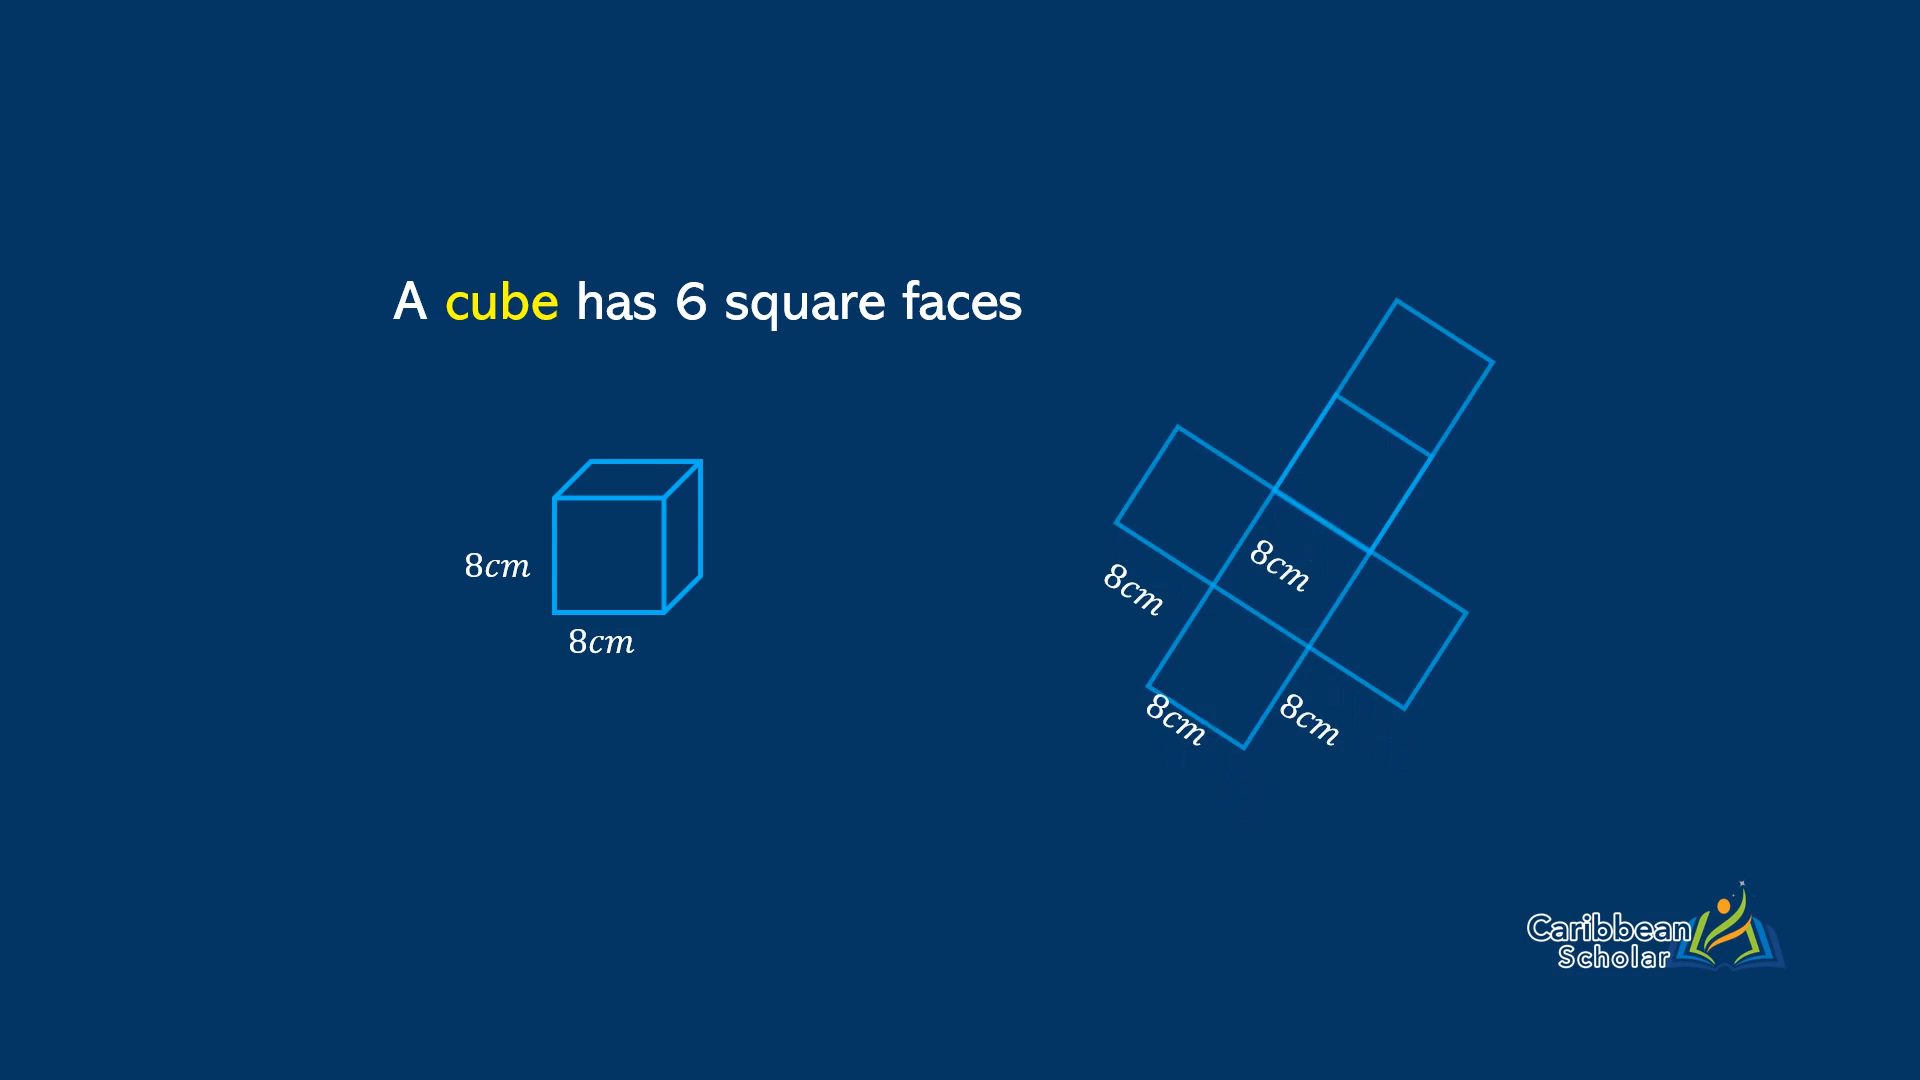 A cube has 6 square faces
8cm
8cm
8cm
8cm
8cm
8cm
Caribbean
Scholar